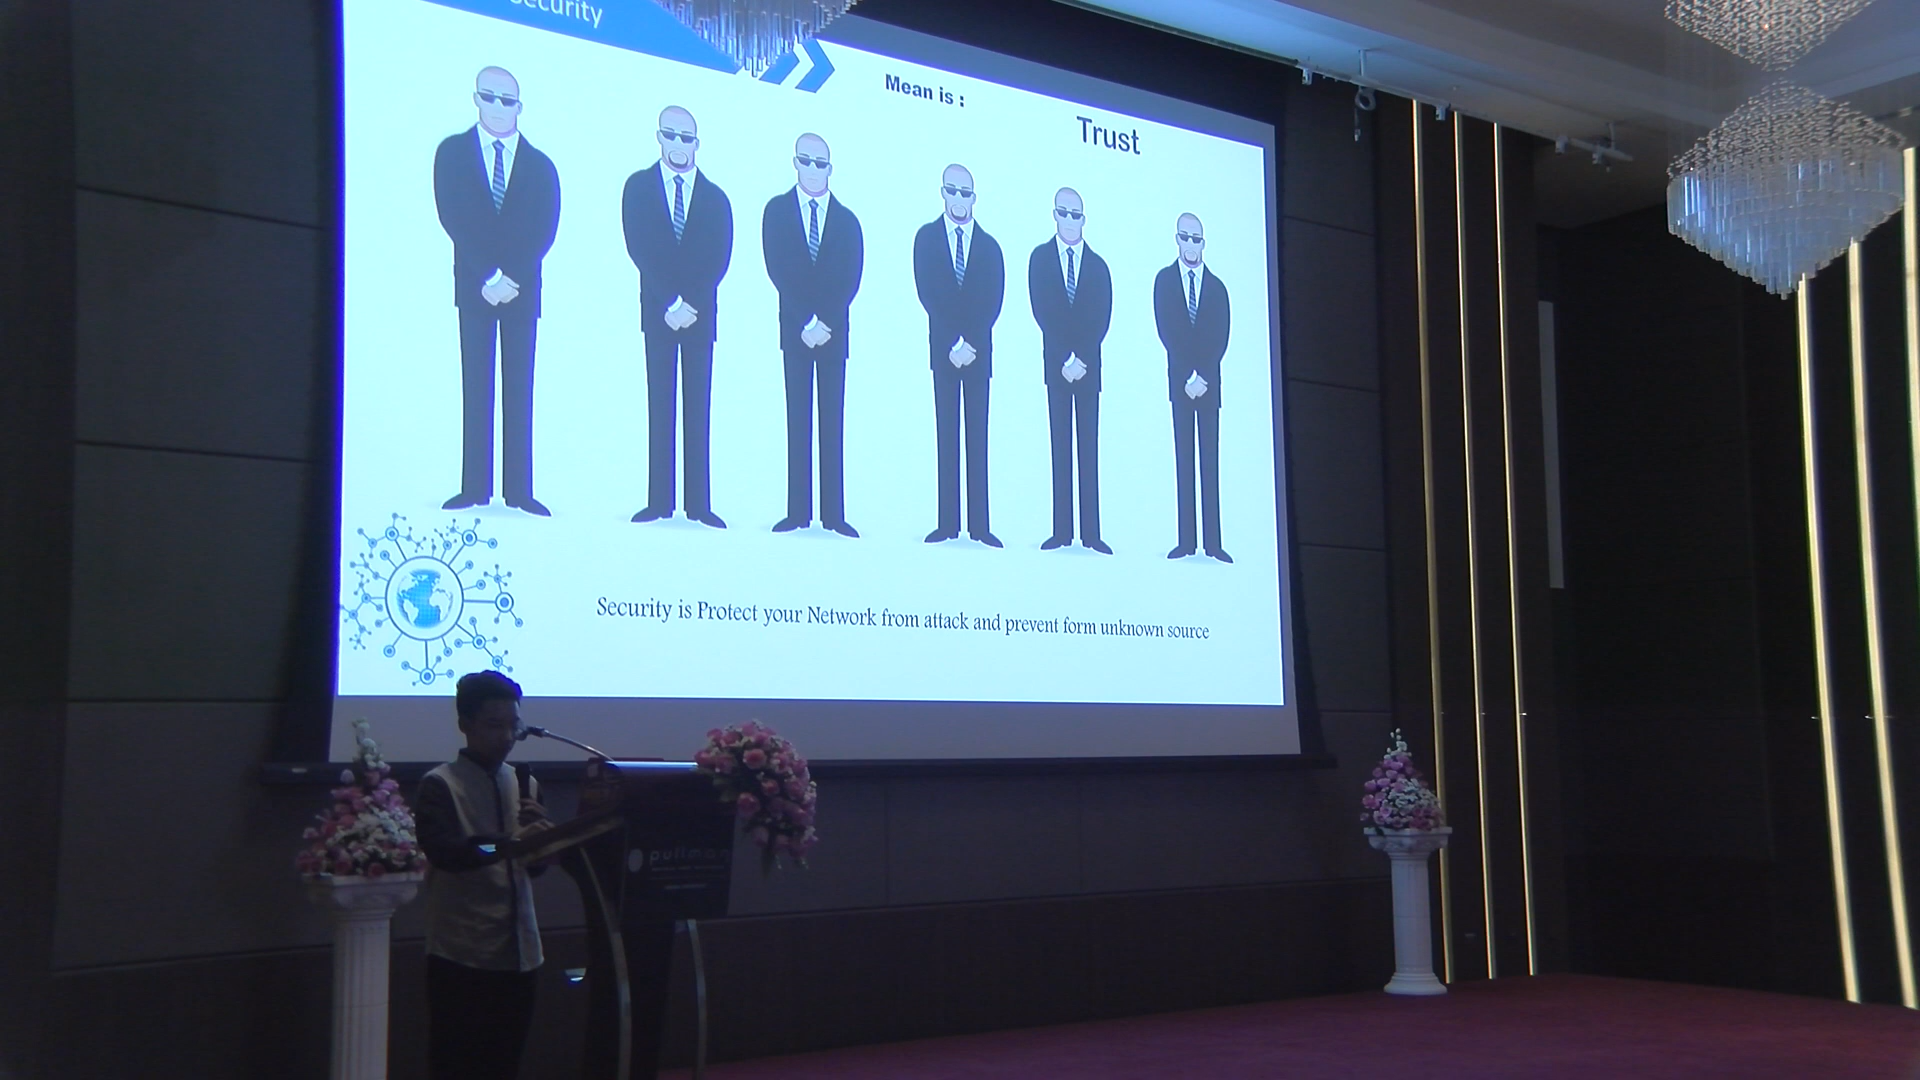 Security
Mean is :
Trust
Security is Protect your Network from attack and prevent form unknown source
pullman